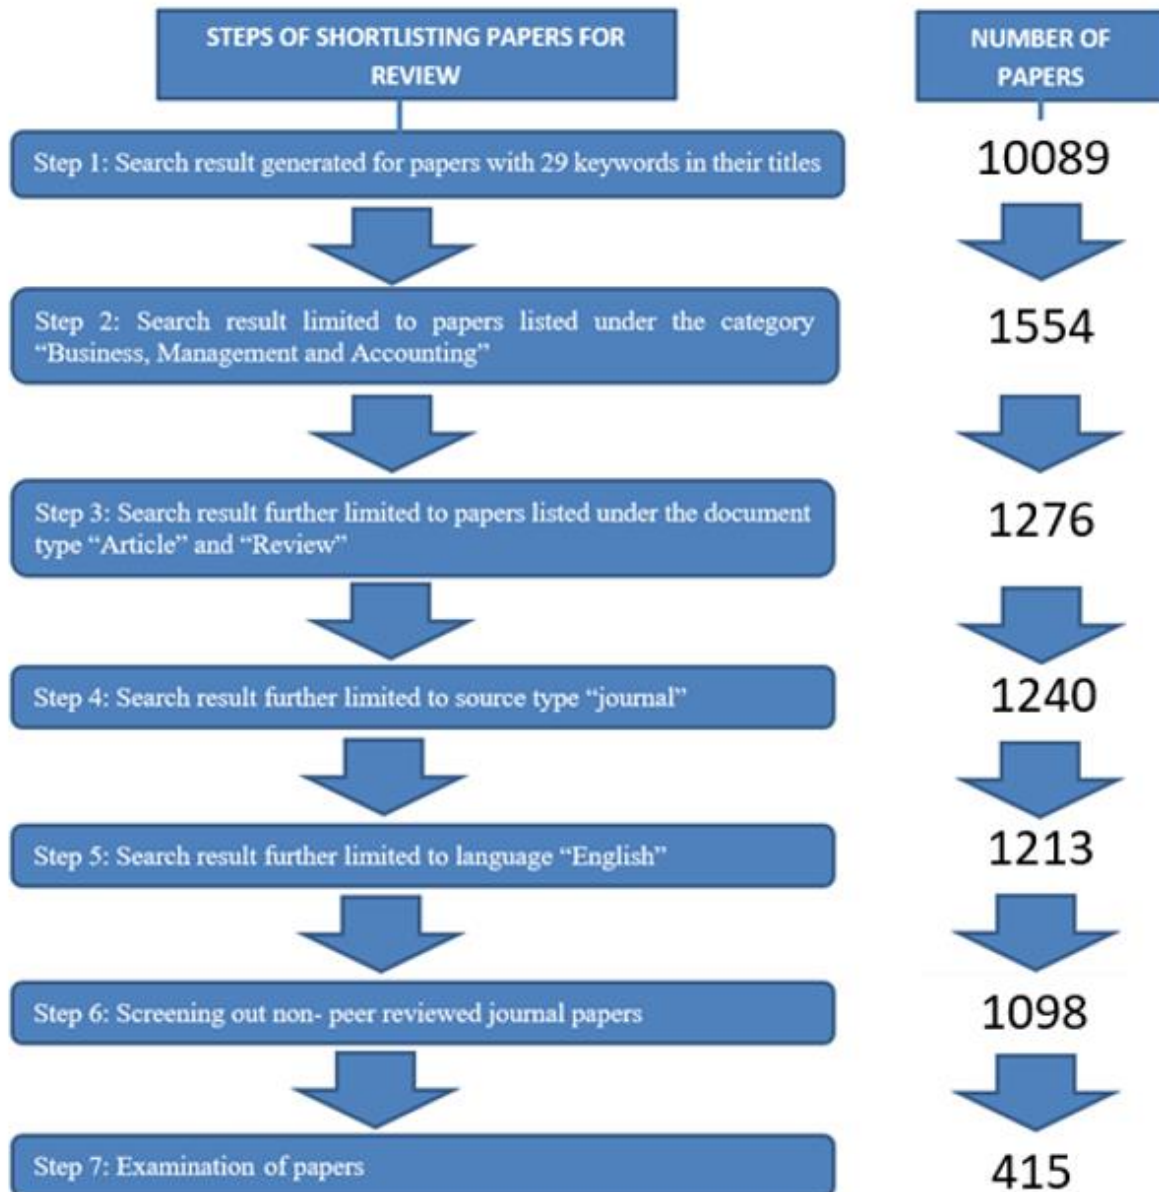 STEPS OF SHORTLISTING PAPERS FOR
REVIEW
NUMBER OF
PAPERS
Step 1: Search result generated for papers with 29 keywords in their titles
10089
Step 2: Search result limited to papers listed under the category
“Business, Management and Accounting”
1554
Step 3: Search result further limited to papers listed under the document
type “Article” and “Review”
1276
Step 4: Search result further limited to source type “journal”
1240
Step 5: Search result further limited to language “English”
1213
Step 6: Screening out non- peer reviewed journal papers
1098
Step 7: Examination of papers
415